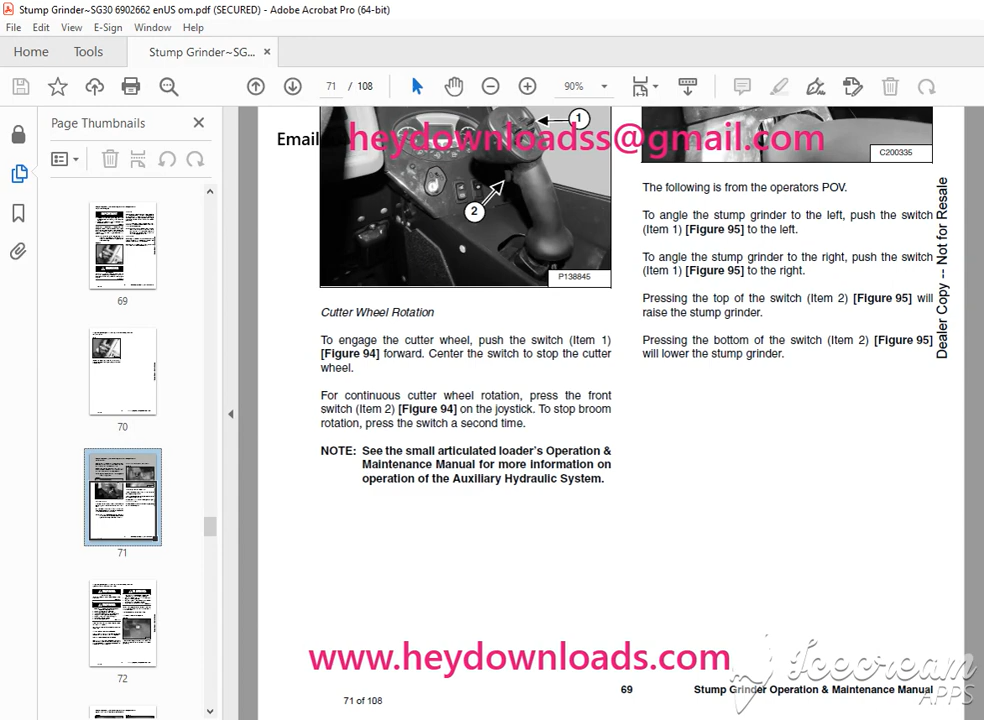 Stump Grinder~SG30 6902662 enUS om.pdf (SECURED) - Adobe Acrobat Pro (64-bit)
File Edit View E-Sign Window Help
Home Tools Stump Grinder~SG... ×
71 / 108 90%
Page Thumbnails
69
70
71
72
Email heydownloadss@gmail.com
1
2
P138845
Cutter Wheel Rotation
To engage the cutter wheel, push the switch (Item 1)
[Figure 94] forward. Center the switch to stop the cutter
wheel.
For continuous cutter wheel rotation, press the front
switch (Item 2) [Figure 94] on the joystick. To stop broom
rotation, press the switch a second time.
NOTE: See the small articulated loader's Operation &
Maintenance Manual for more information on
operation of the Auxiliary Hydraulic System.
C200335
The following is from the operators POV.
To angle the stump grinder to the left, push the switch
(Item 1) [Figure 95] to the left.
To angle the stump grinder to the right, push the switch
(Item 1) [Figure 95] to the right.
Pressing the top of the switch (Item 2) [Figure 95] will
raise the stump grinder.
Pressing the bottom of the switch (Item 2) [Figure 95]
will lower the stump grinder.
Dealer Copy -- Not for Resale
www.heydownloads.com
69 Stump Grinder Operation & Maintenance Manual
71 of 108
Icecream
APPS